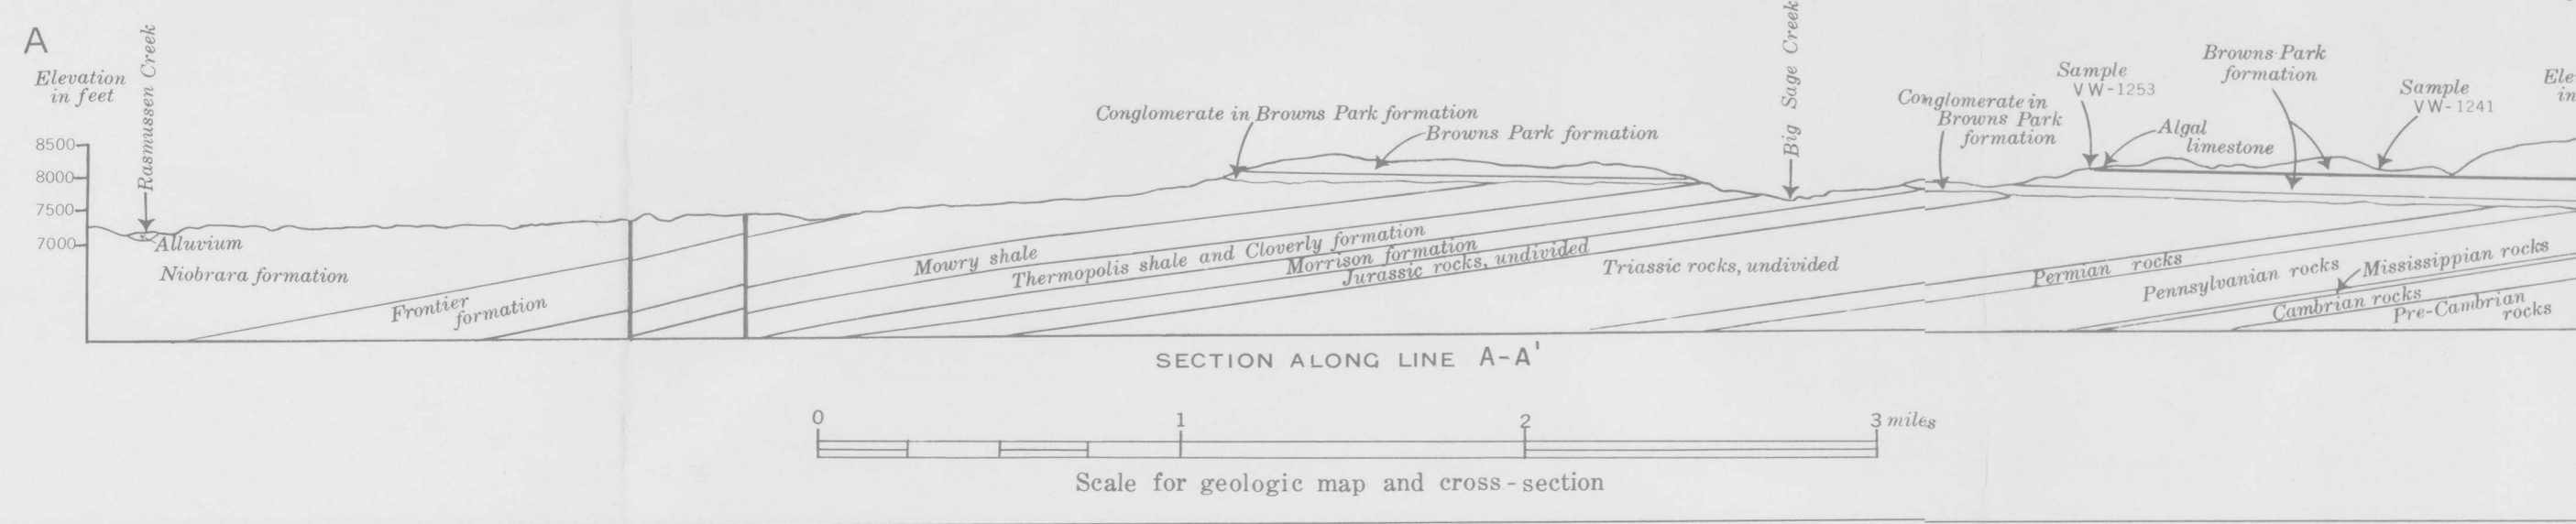 A
Elevation
in feet
Rasmussen Creek
8500
8000
7500
7000
Alluvium
Niobrara formation
Frontier
formation
Conglomerate in Browns Park formation
Browns Park formation
Mowry shale
Thermopolis shale and Cloverly formation
Morrison formation
Jurassic rocks, undivided
Triassic rocks, undivided
Big Sage Creek
Conglomerate in
Browns Park
formation
Sample
VW-1253
Algal
limestone
Browns Park
formation
Sample
VW-1241
Ele
in
Permian rocks
Pennsylvanian rocks
Mississippian rocks
Cambrian rocks
Pre-Cambrian
rocks
SECTION ALONG LINE A-A'
0 1 2 3 miles
Scale for geologic map and cross-section